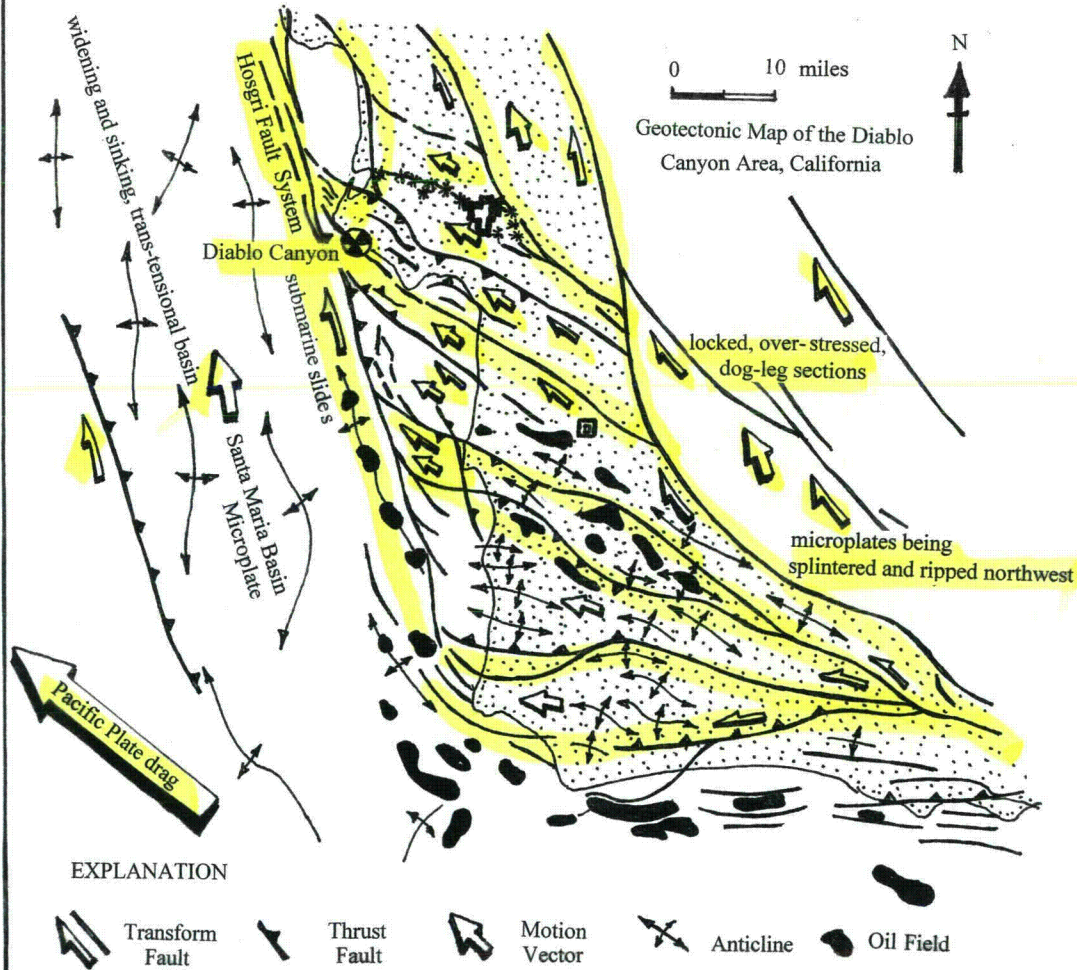 widening and sinking, trans-tensional basin
Hosgri Fault System
0 10 miles
N
Geotectonic Map of the Diablo
Canyon Area, California
Diablo Canyon
submarine slides
locked, over-stressed,
dog-leg sections
Santa Maria Basin
Microplate
microplates being
splintered and ripped northwest
Pacific Plate drag
EXPLANATION
Transform
Fault
Thrust
Fault
Motion
Vector
Anticline
Oil Field